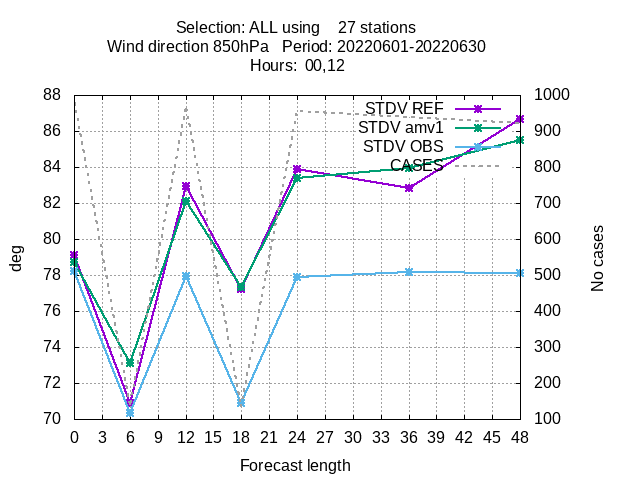 Selection: ALL using    27 stations
Wind direction 850hPa   Period: 20220601-20220630
Hours:  00,12
STDV REF
STDV amv1
STDV OBS
CASES
88
86
84
82
80
78
76
74
72
70
deg
1000
900
800
700
600
500
400
300
200
100
No cases
0 3 6 9 12 15 18 21 24 27 30 33 36 39 42 45 48
Forecast length